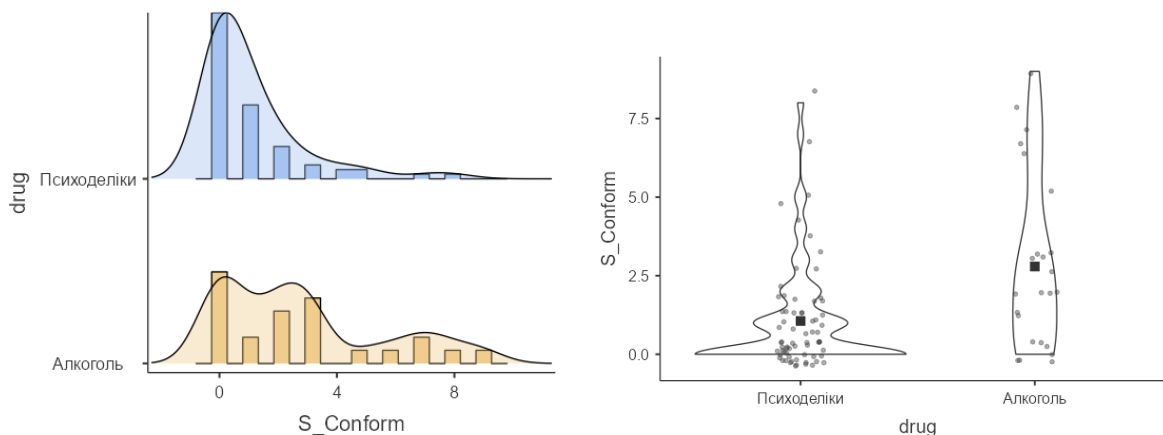 drug
Психоделіки
Алкоголь
0
4
8
S_Conform
S_Conform
7.5
5.0
2.5
0.0
Психоделіки
Алкоголь
drug